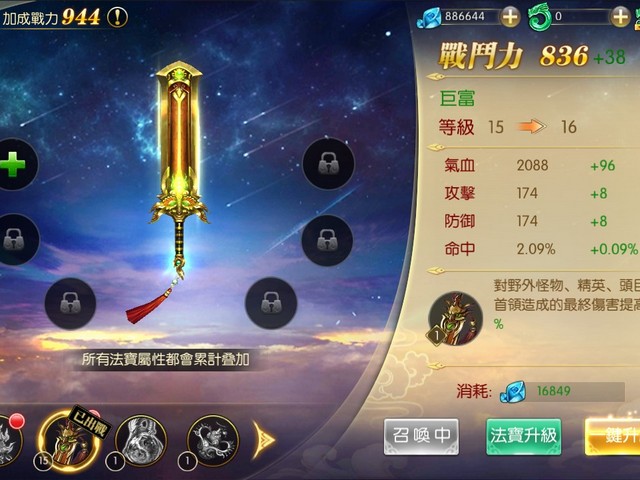 加成戰力 944 !
886644
0
戰鬥力 836 +38
巨富
等級 15 16
氣血 2088 +96
攻擊 174 +8
防御 174 +8
命中 2.09% +0.09%
對野外怪物、精英、頭目
首領造成的最終傷害提高
%
1
所有法寶屬性都會累計叠加
消耗: 16849
已出戰
15 1 1
召喚中 法寶升級 鍵升